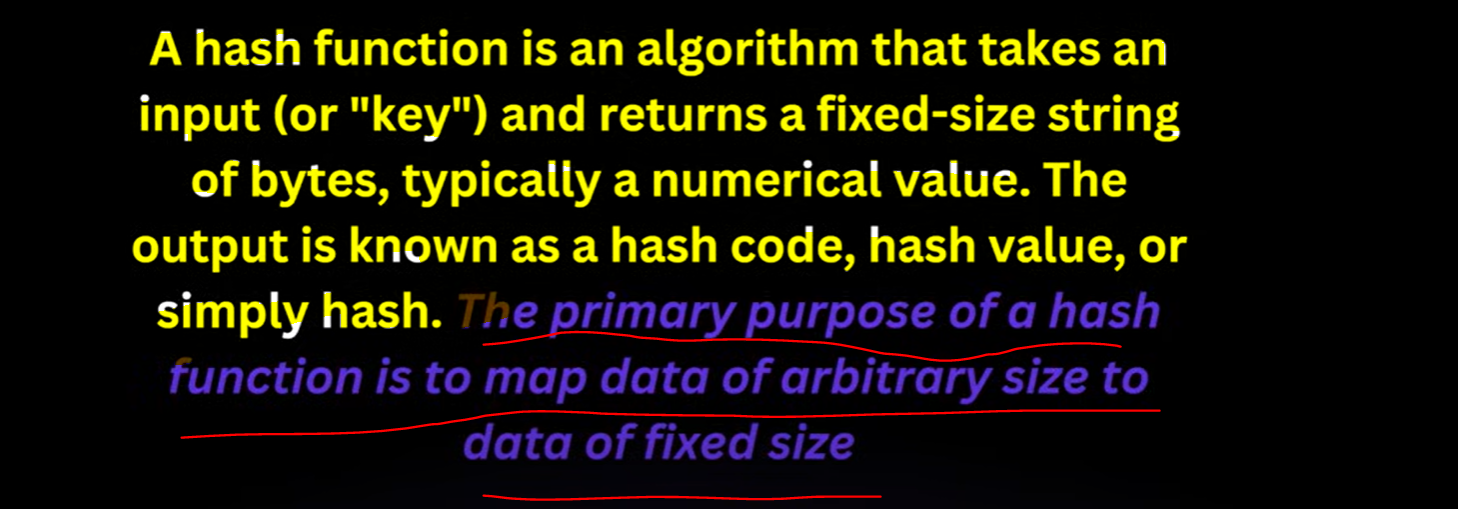 A hash function is an algorithm that takes an
input (or "key") and returns a fixed-size string
of bytes, typically a numerical value. The
output is known as a hash code, hash value, or
simply hash. The primary purpose of a hash
function is to map data of arbitrary size to
data of fixed size